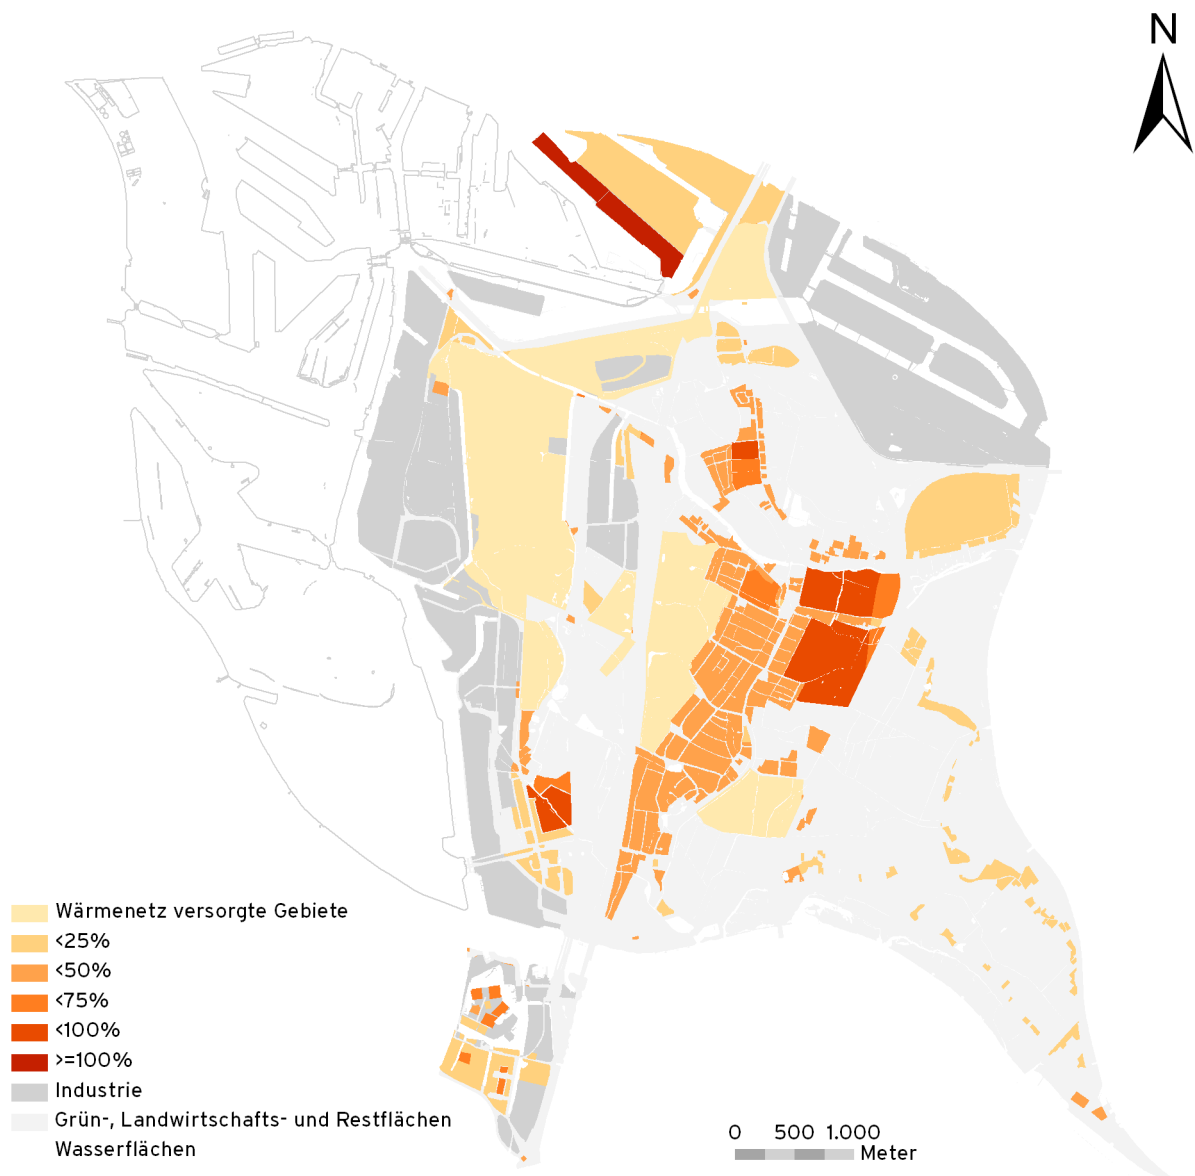 N
Wärmenetz versorgte Gebiete
<25%
<50%
<75%
<100%
>=100%
Industrie
Grün-, Landwirtschafts- und Restflächen
Wasserflächen
0 500 1.000
Meter